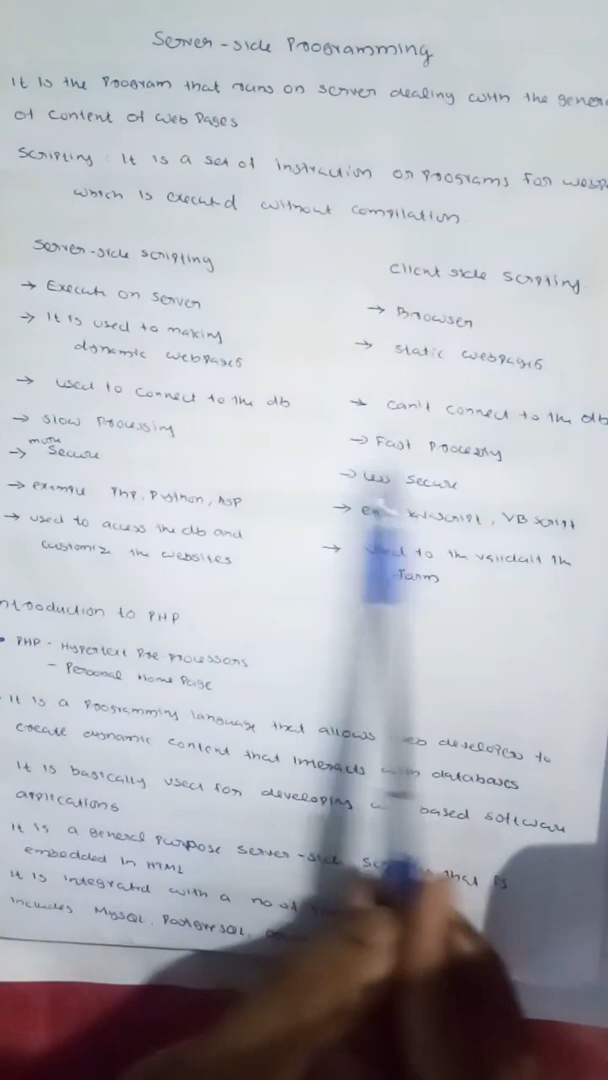 Server-side Programming
It is the Program that runs on server dealing with the gener
of content of web pages
Scripting: It is a set of instruction or programs for webp
which is executed without compilation.
Server-side scripting
Client side scripting
→ Execute on server
→ Browser
→ It is used to making
dynamic webpages
→ static webpages
→ used to connect to the db
→ can't connect to the db
→ slow processing
→ Fast Processing
more
→ secure
→ less secure
→ example PHP, Python, ASP
→ VB script
→ used to access the db and
customize the websites
→ used to the validate the
form
ntroduction to PHP
• PHP - Hypertext Pre processors
- Personal Home Page
It is a Programming language that allows developers to
create dynamic content that interacts with databases
It is basically used for developing based software
applications
It is a general purpose server-side that is
embedded in HTML
It is integrated with a no of
includes MySQL, PostgreSQL,